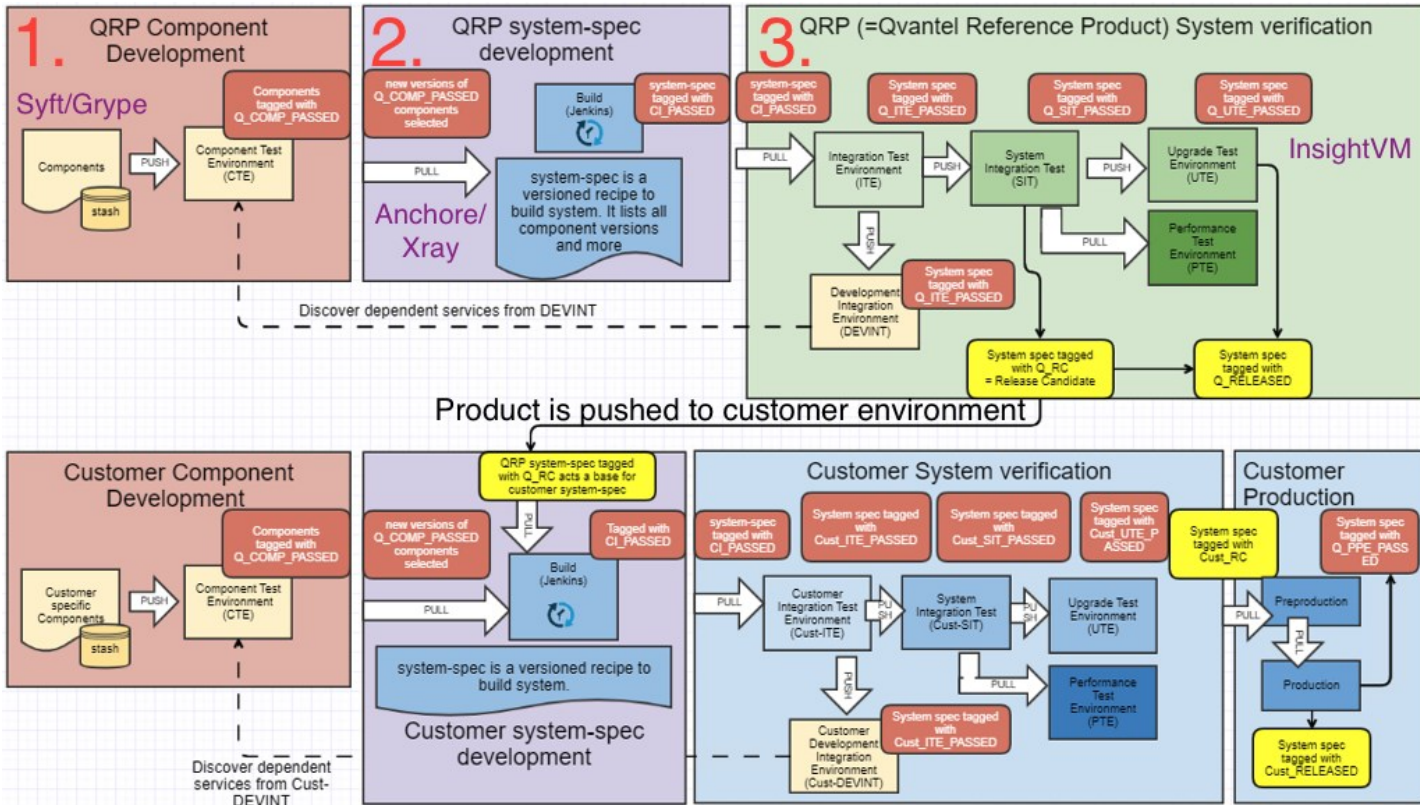 1.
QRP Component
Development
Syft/Grype
Components
tagged with
Q_COMP_PASSED
Components
stash
PUSH
Component Test
Environment
(CTE)
2.
QRP system-spec
development
new versions of
Q_COMP_PASSED
components
selected
Build
(Jenkins)
system-spec
tagged with
CI_PASSED
PULL
Anchore/
Xray
system-spec is a
versioned recipe to
build system. It lists all
component versions
and more
3.
QRP (=Qvantel Reference Product) System verification
system-spec
tagged with
CI_PASSED
System spec
tagged with
Q_ITE_PASSED
System spec
tagged with
Q_SIT_PASSED
System spec
tagged with
Q_UTE_PASSED
InsightVM
PULL
Integration Test
Environment
(ITE)
PUSH
System
Integration Test
(SIT)
PUSH
Upgrade Test
Environment
(UTE)
PUSH
PULL
Performance
Test
Environment
(PTE)
Development
Integration
Environment
(DEVINT)
System spec
tagged with
Q_ITE_PASSED
Discover dependent services from DEVINT
System spec tagged
with Q_RC
= Release Candidate
System spec
tagged with
Q_RELEASED
Product is pushed to customer environment
Customer Component
Development
Components
tagged with
Q_COMP_PASSED
Customer
specific
Components
stash
PUSH
Component Test
Environment
(CTE)
Discover dependent
services from Cust-
DEVINT
QRP system-spec tagged
with Q_RC acts a base for
customer system-spec
new versions of
Q_COMP_PASSED
components
selected
PULL
Tagged with
CI_PASSED
Build
(Jenkins)
PULL
system-spec is a versioned recipe to
build system.
Customer system-spec
development
Customer System verification
system-spec
tagged with
CI_PASSED
System spec tagged
with
Cust_ITE_PASSED
System spec tagged
with
Cust_SIT_PASSED
System spec
tagged with
Cust_UTE_P
ASSED
System spec
tagged with
Cust_RC
PULL
Customer
Integration Test
Environment
(Cust-ITE)
PU
SH
System
Integration Test
(Cust-SIT)
PU
SH
Upgrade Test
Environment
(UTE)
PUSH
PULL
Performance
Test
Environment
(PTE)
Customer
Development
Integration
Environment
(Cust-DEVINT)
System spec tagged
with
Cust_ITE_PASSED
Customer
Production
System spec
tagged with
Q_PPE_PASS
ED
PULL
Preproduction
PULL
Production
System spec
tagged with
Cust_RELEASED